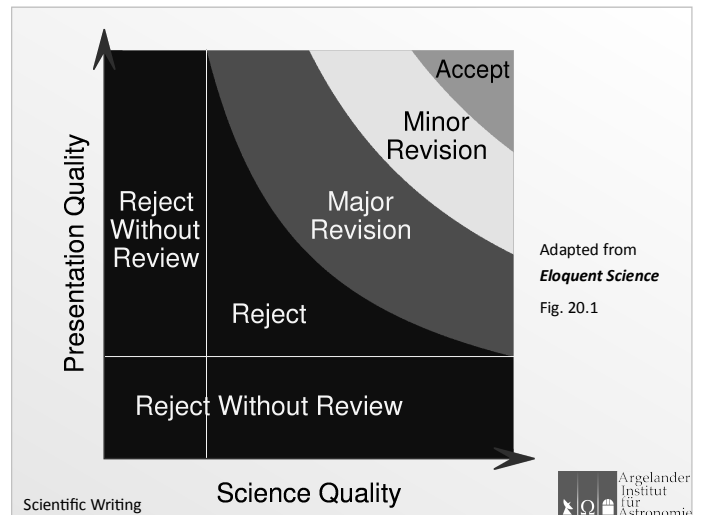 Presentation Quality
Accept
Minor
Revision
Major
Revision
Reject
Without
Review
Reject
Reject Without Review
Science Quality
Adapted from
Eloquent Science
Fig. 20.1
Scientific Writing
Argelander
Institut
für
Astronomie